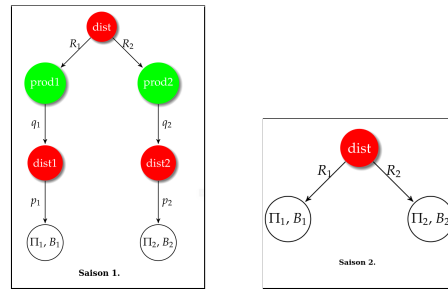 dist
R1 R2
prod1 prod2
q1 q2
dist1 dist2
p1 p2
Π1, B1 Π2, B2
Saison 1.
dist
R1 R2
Π1, B1 Π2, B2
Saison 2.